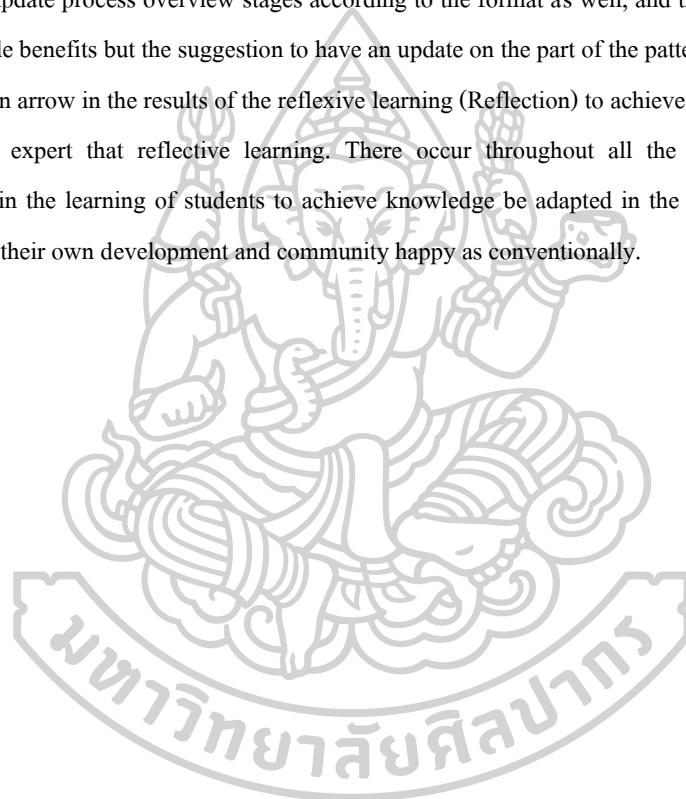 update process overview stages according to the format as well, and t
le benefits but the suggestion to have an update on the part of the patte
n arrow in the results of the reflexive learning (Reflection) to achieve
expert that reflective learning. There occur throughout all the
in the learning of students to achieve knowledge be adapted in the
their own development and community happy as conventionally.
มหาวิทยาลัยศิลปากร